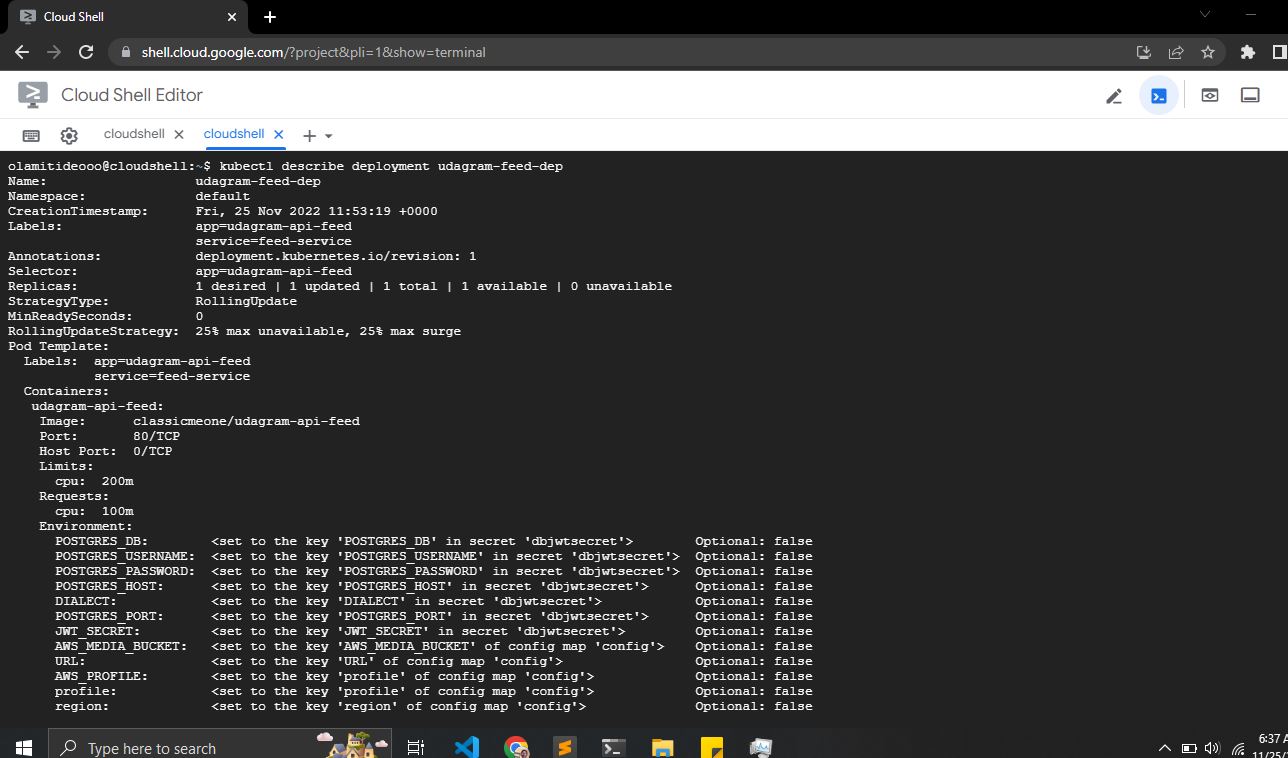 Cloud Shell
shell.cloud.google.com/?project&pli=1&show=terminal
Cloud Shell Editor
cloudshell cloudshell
olamitideooo@cloudshell:~$ kubectl describe deployment udagram-feed-dep
Name: udagram-feed-dep
Namespace: default
CreationTimestamp: Fri, 25 Nov 2022 11:53:19 +0000
Labels: app=udagram-api-feed
service=feed-service
Annotations: deployment.kubernetes.io/revision: 1
Selector: app=udagram-api-feed
Replicas: 1 desired | 1 updated | 1 total | 1 available | 0 unavailable
StrategyType: RollingUpdate
MinReadySeconds: 0
RollingUpdateStrategy: 25% max unavailable, 25% max surge
Pod Template:
Labels: app=udagram-api-feed
service=feed-service
Containers:
udagram-api-feed:
Image: classicmeone/udagram-api-feed
Port: 80/TCP
Host Port: 0/TCP
Limits:
cpu: 200m
Requests:
cpu: 100m
Environment:
POSTGRES_DB: <set to the key 'POSTGRES_DB' in secret 'dbjwtsecret'> Optional: false
POSTGRES_USERNAME: <set to the key 'POSTGRES_USERNAME' in secret 'dbjwtsecret'> Optional: false
POSTGRES_PASSWORD: <set to the key 'POSTGRES_PASSWORD' in secret 'dbjwtsecret'> Optional: false
POSTGRES_HOST: <set to the key 'POSTGRES_HOST' in secret 'dbjwtsecret'> Optional: false
DIALECT: <set to the key 'DIALECT' in secret 'dbjwtsecret'> Optional: false
POSTGRES_PORT: <set to the key 'POSTGRES_PORT' in secret 'dbjwtsecret'> Optional: false
JWT_SECRET: <set to the key 'JWT_SECRET' in secret 'dbjwtsecret'> Optional: false
AWS_MEDIA_BUCKET: <set to the key 'AWS_MEDIA_BUCKET' of config map 'config'> Optional: false
URL: <set to the key 'URL' of config map 'config'> Optional: false
AWS_PROFILE: <set to the key 'profile' of config map 'config'> Optional: false
profile: <set to the key 'profile' of config map 'config'> Optional: false
region: <set to the key 'region' of config map 'config'> Optional: false
Type here to search
6:37 A
11/25/